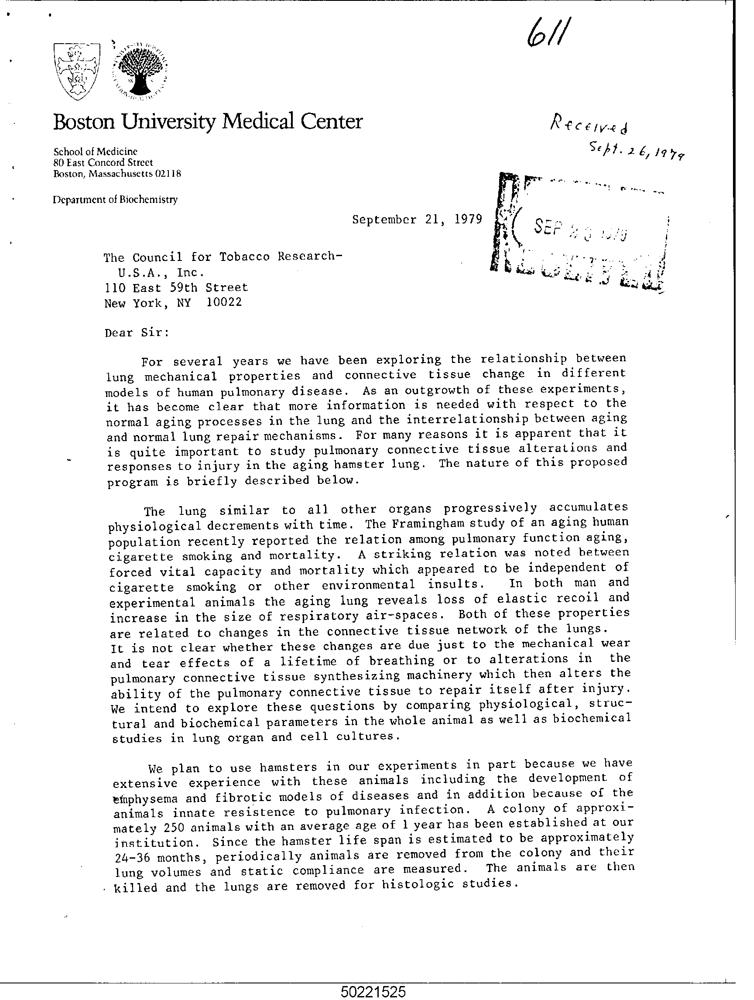 611
Boston University Medical Center
School of Medicine
80 East Concord Street
Boston, Massachusetts 02118
Department of Biochemistry
Received
Sept. 26, 1979
September 21, 1979
SEP
RECEIVED
The Council for Tobacco Research-
U.S.A., Inc.
110 East 59th Street
New York, NY 10022
Dear Sir:
For several years we have been exploring the relationship between
lung mechanical properties and connective tissue change in different
models of human pulmonary disease. As an outgrowth of these experiments,
it has become clear that more information is needed with respect to the
normal aging processes in the lung and the interrelationship between aging
and normal lung repair mechanisms. For many reasons it is apparent that it
is quite important to study pulmonary connective tissue alterations and
responses to injury in the aging hamster lung. The nature of this proposed
program is briefly described below.
The lung similar to all other organs progressively accumulates
physiological decrements with time. The Framingham study of an aging human
population recently reported the relation among pulmonary function aging,
cigarette smoking and mortality. A striking relation was noted between
forced vital capacity and mortality which appeared to be independent of
cigarette smoking or other environmental insults. In both man and
experimental animals the aging lung reveals loss of elastic recoil and
increase in the size of respiratory air-spaces. Both of these properties
are related to changes in the connective tissue network of the lungs.
It is not clear whether these changes are due just to the mechanical wear
and tear effects of a lifetime of breathing or to alterations in the
pulmonary connective tissue synthesizing machinery which then alters the
ability of the pulmonary connective tissue to repair itself after injury.
We intend to explore these questions by comparing physiological, struc-
tural and biochemical parameters in the whole animal as well as biochemical
studies in lung organ and cell cultures.
We plan to use hamsters in our experiments in part because we have
extensive experience with these animals including the development of
emphysema and fibrotic models of diseases and in addition because of the
animals innate resistence to pulmonary infection. A colony of approxi-
mately 250 animals with an average age of 1 year has been established at our
institution. Since the hamster life span is estimated to be approximately
24-36 months, periodically animals are removed from the colony and their
lung volumes and static compliance are measured. The animals are then
killed and the lungs are removed for histologic studies.
50221525